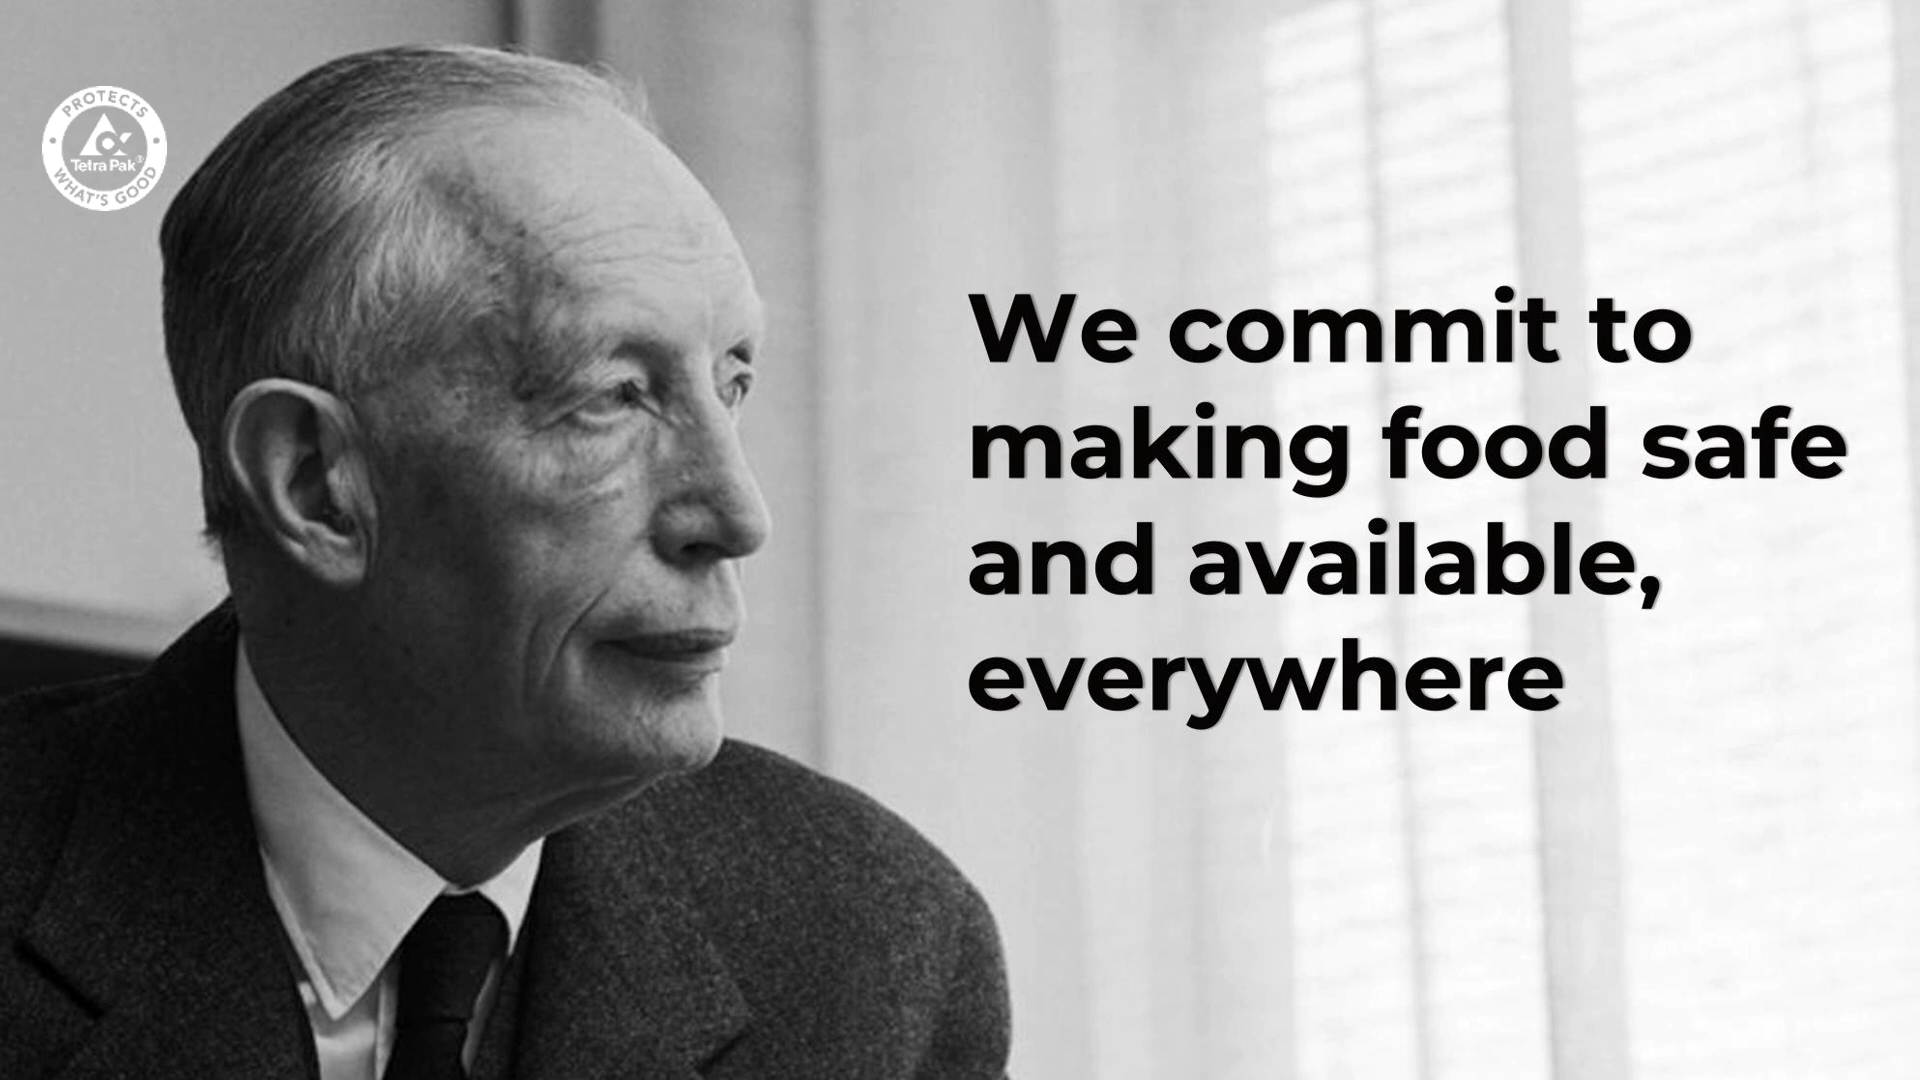 PROTECTS
Tetra Pak®
WHAT'S GOOD
We commit to
making food safe
and available,
everywhere